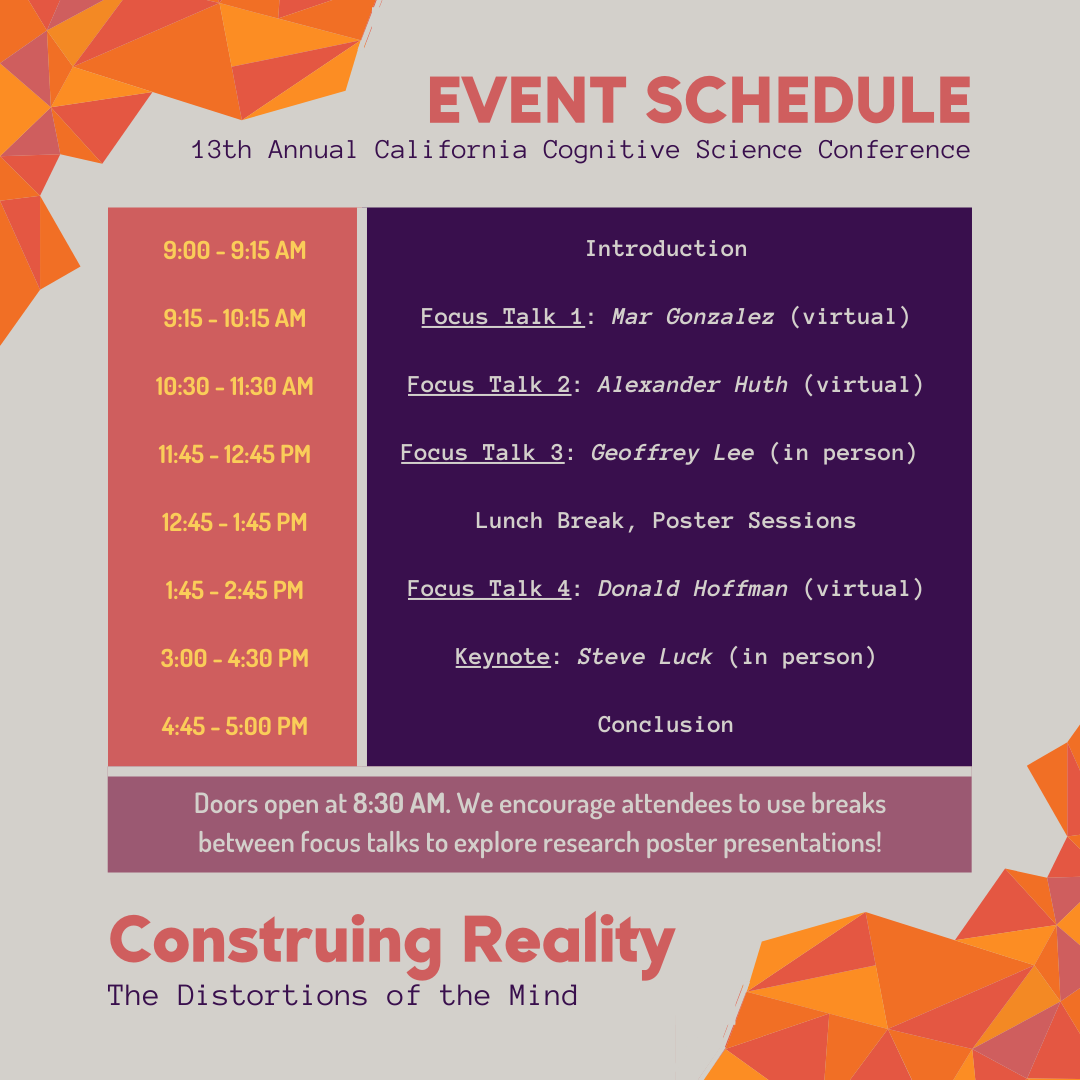 EVENT SCHEDULE
13th Annual California Cognitive Science Conference
9:00 - 9:15 AM Introduction
9:15 - 10:15 AM Focus Talk 1: Mar Gonzalez (virtual)
10:30 - 11:30 AM Focus Talk 2: Alexander Huth (virtual)
11:45 - 12:45 PM Focus Talk 3: Geoffrey Lee (in person)
12:45 - 1:45 PM Lunch Break, Poster Sessions
1:45 - 2:45 PM Focus Talk 4: Donald Hoffman (virtual)
3:00 - 4:30 PM Keynote: Steve Luck (in person)
4:45 - 5:00 PM Conclusion
Doors open at 8:30 AM. We encourage attendees to use breaks
between focus talks to explore research poster presentations!
Construing Reality
The Distortions of the Mind